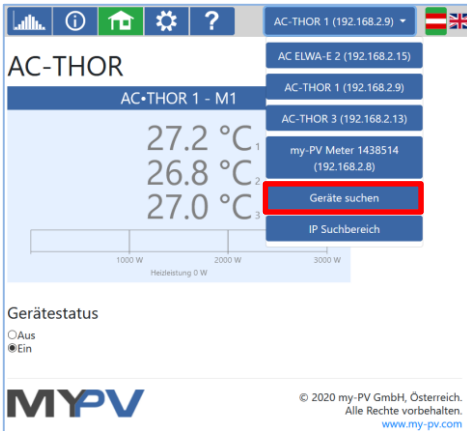 ?
AC-THOR 1 (192.168.2.9)
AC ELWA-E 2 (192.168.2.15)
AC-THOR 1 (192.168.2.9)
AC-THOR 3 (192.168.2.13)
my-PV Meter 1438514
(192.168.2.8)
Geräte suchen
IP Suchbereich
AC-THOR
AC•THOR 1 - M1
27.2 °C 1
26.8 °C 2
27.0 °C 3
1000 W 2000 W 3000 W
Heizleistung 0 W
Gerätestatus
Aus
Ein
MYPV
© 2020 my-PV GmbH, Österreich.
Alle Rechte vorbehalten.
www.my-pv.com